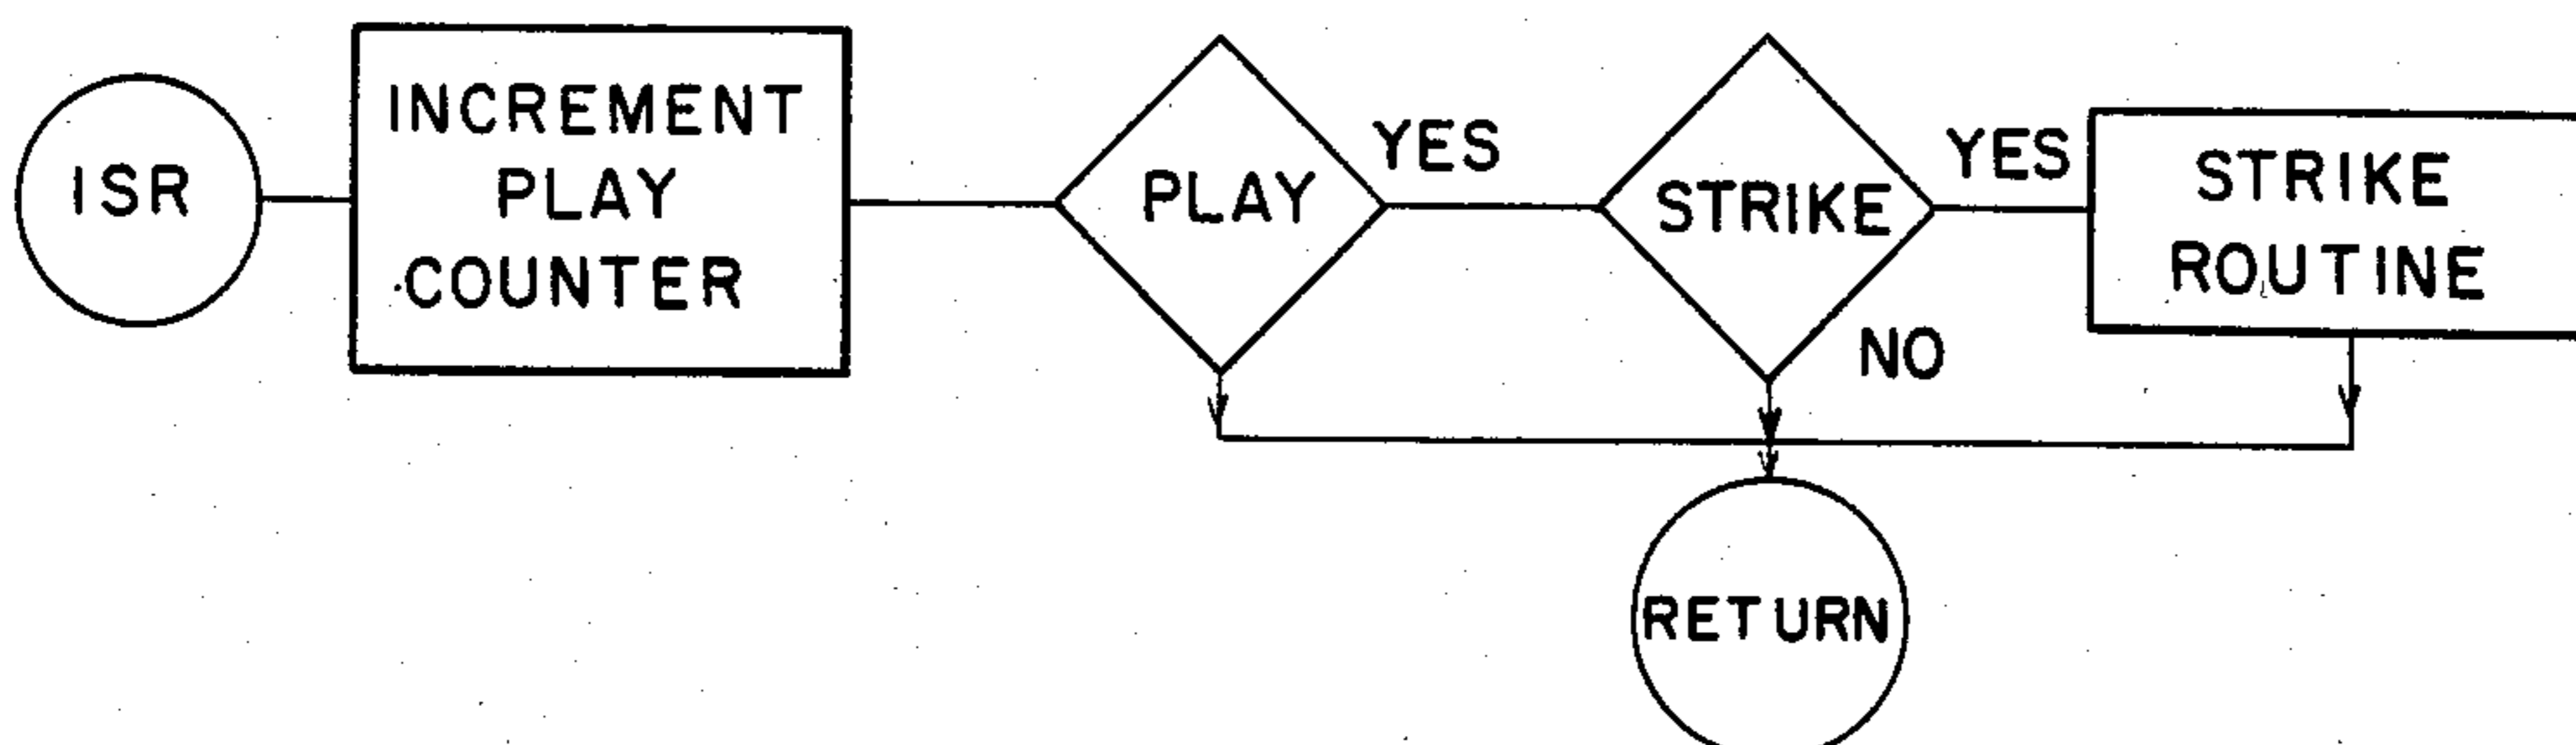 ISR
INCREMENT
PLAY
COUNTER
PLAY
YES
STRIKE
YES
NO
STRIKE
ROUTINE
RETURN